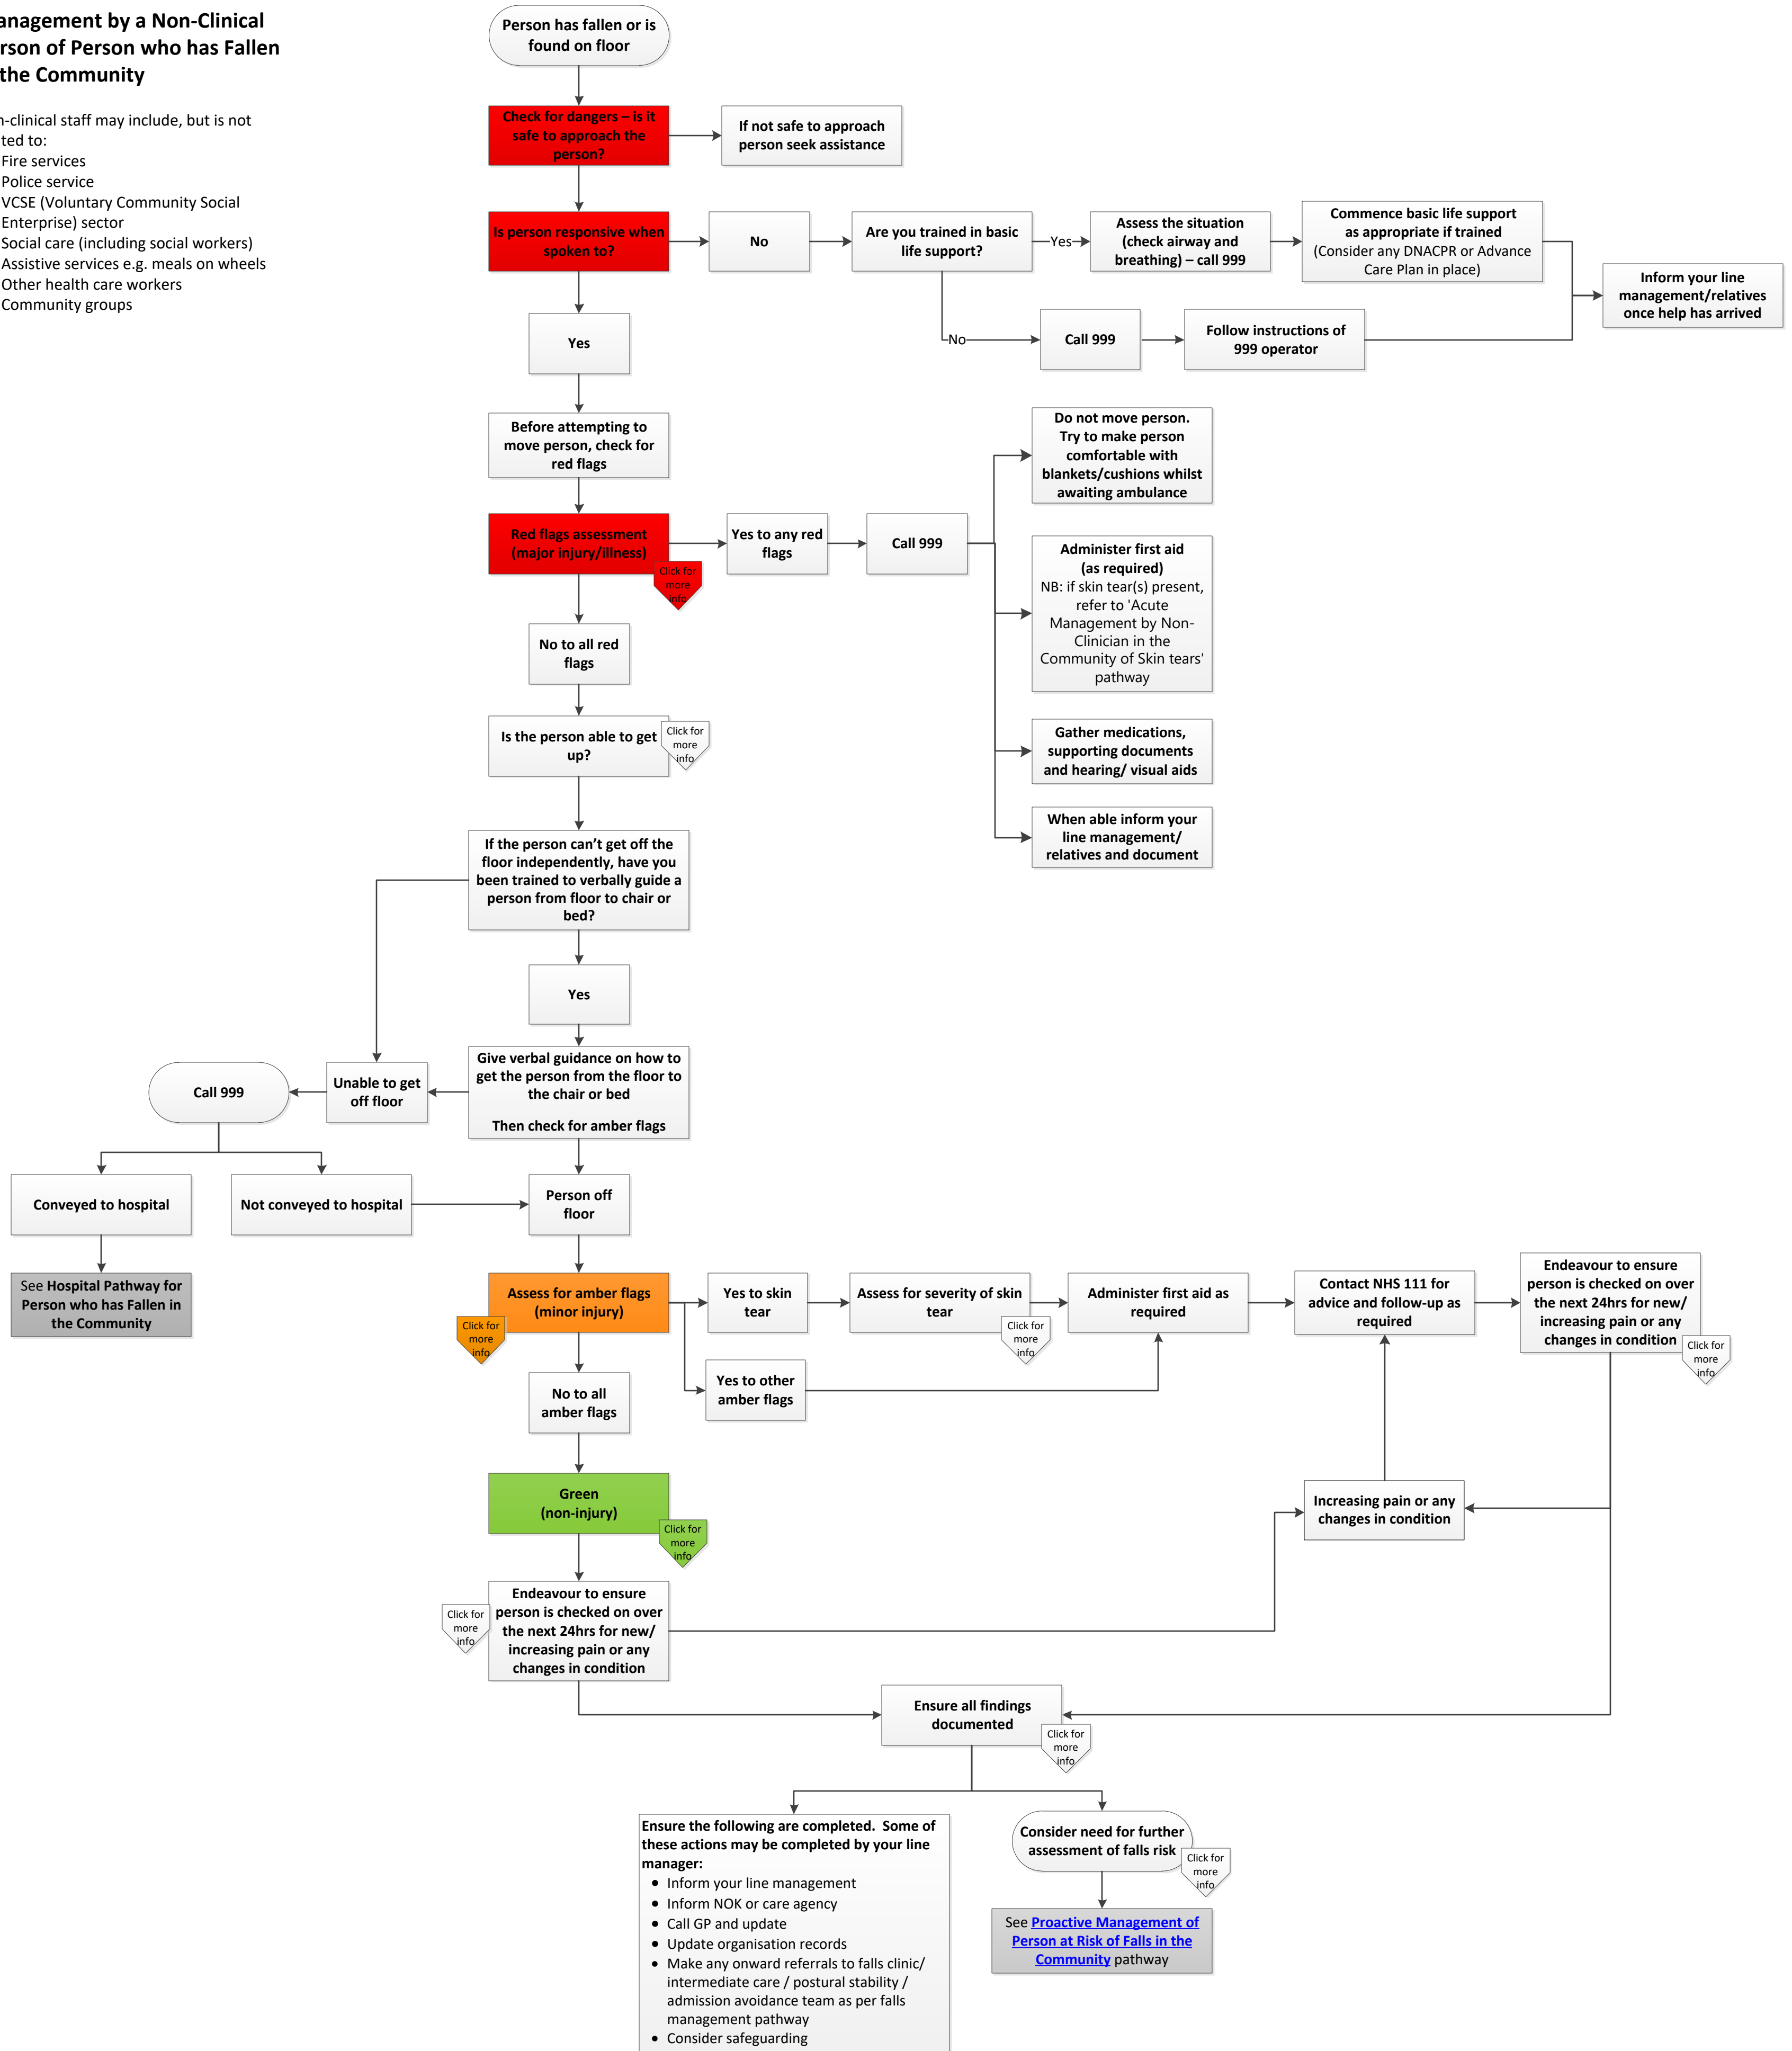 anagement by a Non-Clinical
rson of Person who has Fallen
the Community
n-clinical staff may include, but is not
ted to:
Fire services
Police service
VCSE (Voluntary Community Social
Enterprise) sector
Social care (including social workers)
Assistive services e.g. meals on wheels
Other health care workers
Community groups
Person has fallen or is
found on floor
Check for dangers – is it
safe to approach the
person?
If not safe to approach
person seek assistance
Is person responsive when
spoken to?
No
Are you trained in basic
life support?
Yes
Assess the situation
(check airway and
breathing) – call 999
Commence basic life support
as appropriate if trained
(Consider any DNACPR or Advance
Care Plan in place)
Inform your line
management/relatives
once help has arrived
No
Call 999
Follow instructions of
999 operator
Yes
Before attempting to
move person, check for
red flags
Red flags assessment
(major injury/illness)
Click for
more
info
Yes to any red
flags
Call 999
Do not move person.
Try to make person
comfortable with
blankets/cushions whilst
awaiting ambulance
Administer first aid
(as required)
NB: if skin tear(s) present,
refer to 'Acute
Management by Non-
Clinician in the
Community of Skin tears'
pathway
Gather medications,
supporting documents
and hearing/ visual aids
When able inform your
line management/
relatives and document
No to all red
flags
Is the person able to get
up?
Click for
more
info
If the person can’t get off the
floor independently, have you
been trained to verbally guide a
person from floor to chair or
bed?
Yes
Give verbal guidance on how to
get the person from the floor to
the chair or bed
Then check for amber flags
Unable to get
off floor
Call 999
Conveyed to hospital
Not conveyed to hospital
Person off
floor
See Hospital Pathway for
Person who has Fallen in
the Community
Assess for amber flags
(minor injury)
Click for
more
info
Yes to skin
tear
Assess for severity of skin
tear
Click for
more
info
Administer first aid as
required
Contact NHS 111 for
advice and follow-up as
required
Endeavour to ensure
person is checked on over
the next 24hrs for new/
increasing pain or any
changes in condition
Click for
more
info
Yes to other
amber flags
No to all
amber flags
Green
(non-injury)
Click for
more
info
Increasing pain or any
changes in condition
Endeavour to ensure
person is checked on over
the next 24hrs for new/
increasing pain or any
changes in condition
Click for
more
info
Ensure all findings
documented
Click for
more
info
Ensure the following are completed.  Some of
these actions may be completed by your line
manager:
• Inform your line management
• Inform NOK or care agency
• Call GP and update
• Update organisation records
• Make any onward referrals to falls clinic/
intermediate care / postural stability /
admission avoidance team as per falls
management pathway
• Consider safeguarding
Consider need for further
assessment of falls risk
Click for
more
info
See Proactive Management of
Person at Risk of Falls in the
Community pathway